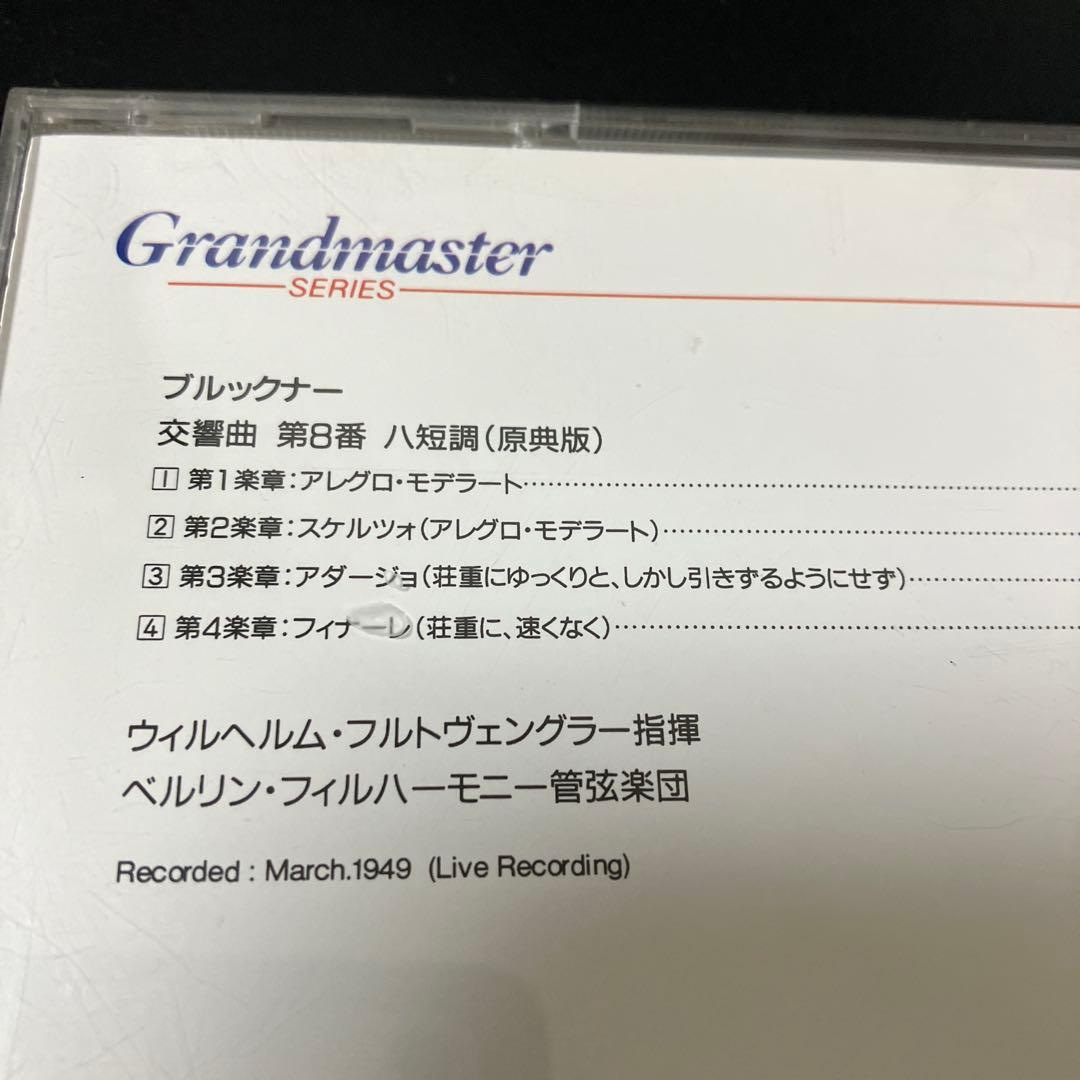 Grandmaster
SERIES
ブルックナー
交響曲 第8番 ハ短調(原典版)
1 第1楽章:アレグロ・モデラート
2 第2楽章:スケルツォ(アレグロ・モデラート)
3 第3楽章:アダージョ(荘重にゆっくりと、しかし引きずるようにせず)
4 第4楽章:フィナーレ(荘重に、速くなく)
ウィルヘルム・フルトヴェングラー指揮
ベルリン・フィルハーモニー管弦楽団
Recorded : March.1949 (Live Recording)